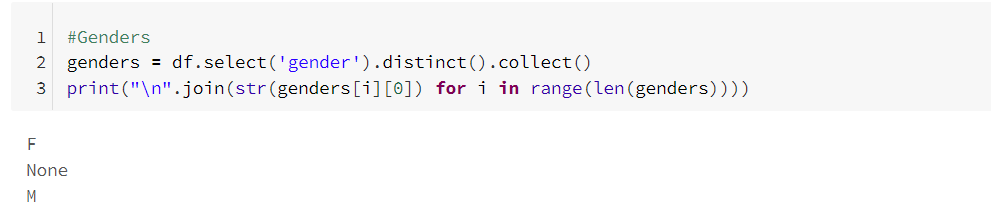 1 #Genders
2 genders = df.select('gender').distinct().collect()
3 print("\n".join(str(genders[i][0]) for i in range(len(genders))))
F
None
M